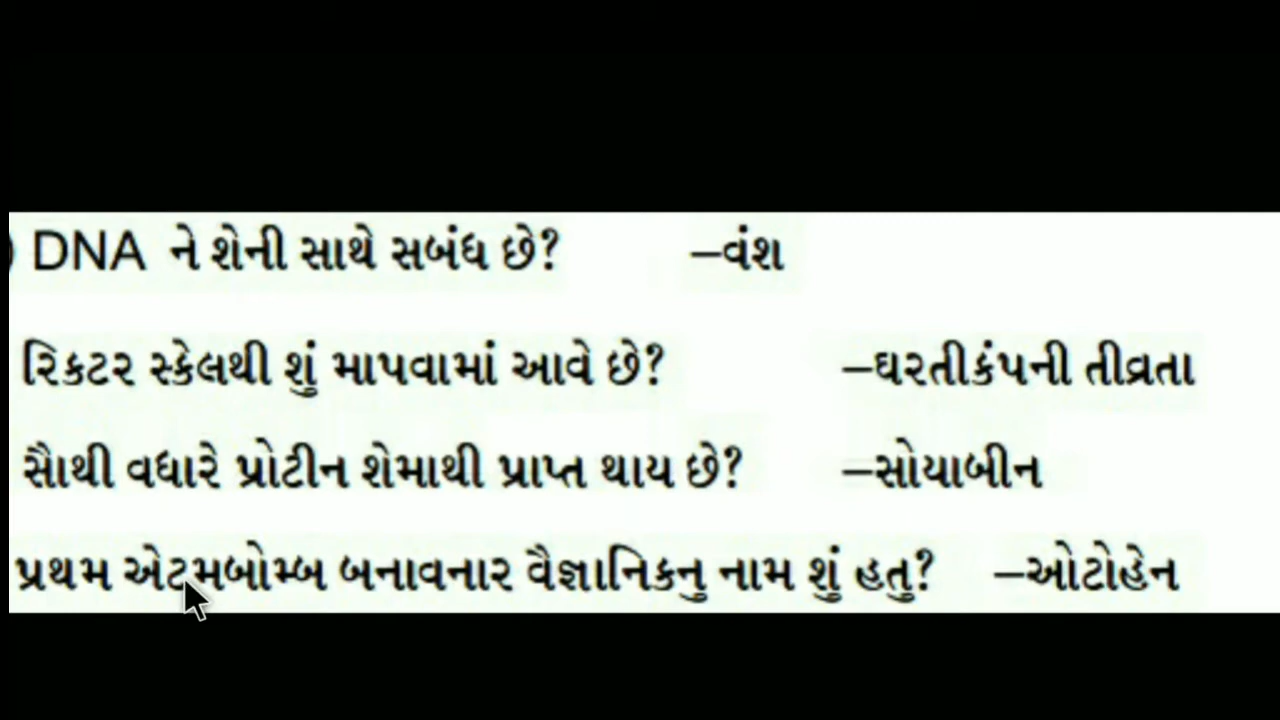 ) DNA ને શેની સાથે સબંધ છે? –વંશ
રિકટર સ્કેલથી શું માપવામાં આવે છે? –ઘરતીકંપની તીવ્રતા
સૈાથી વધારે પ્રોટીન શેમાથી પ્રાપ્ત થાય છે? –સોયાબીન
પ્રથમ એટમબોમ્બ બનાવનાર વૈજ્ઞાનિકનુ નામ શું હતુ? –ઓટોહેન